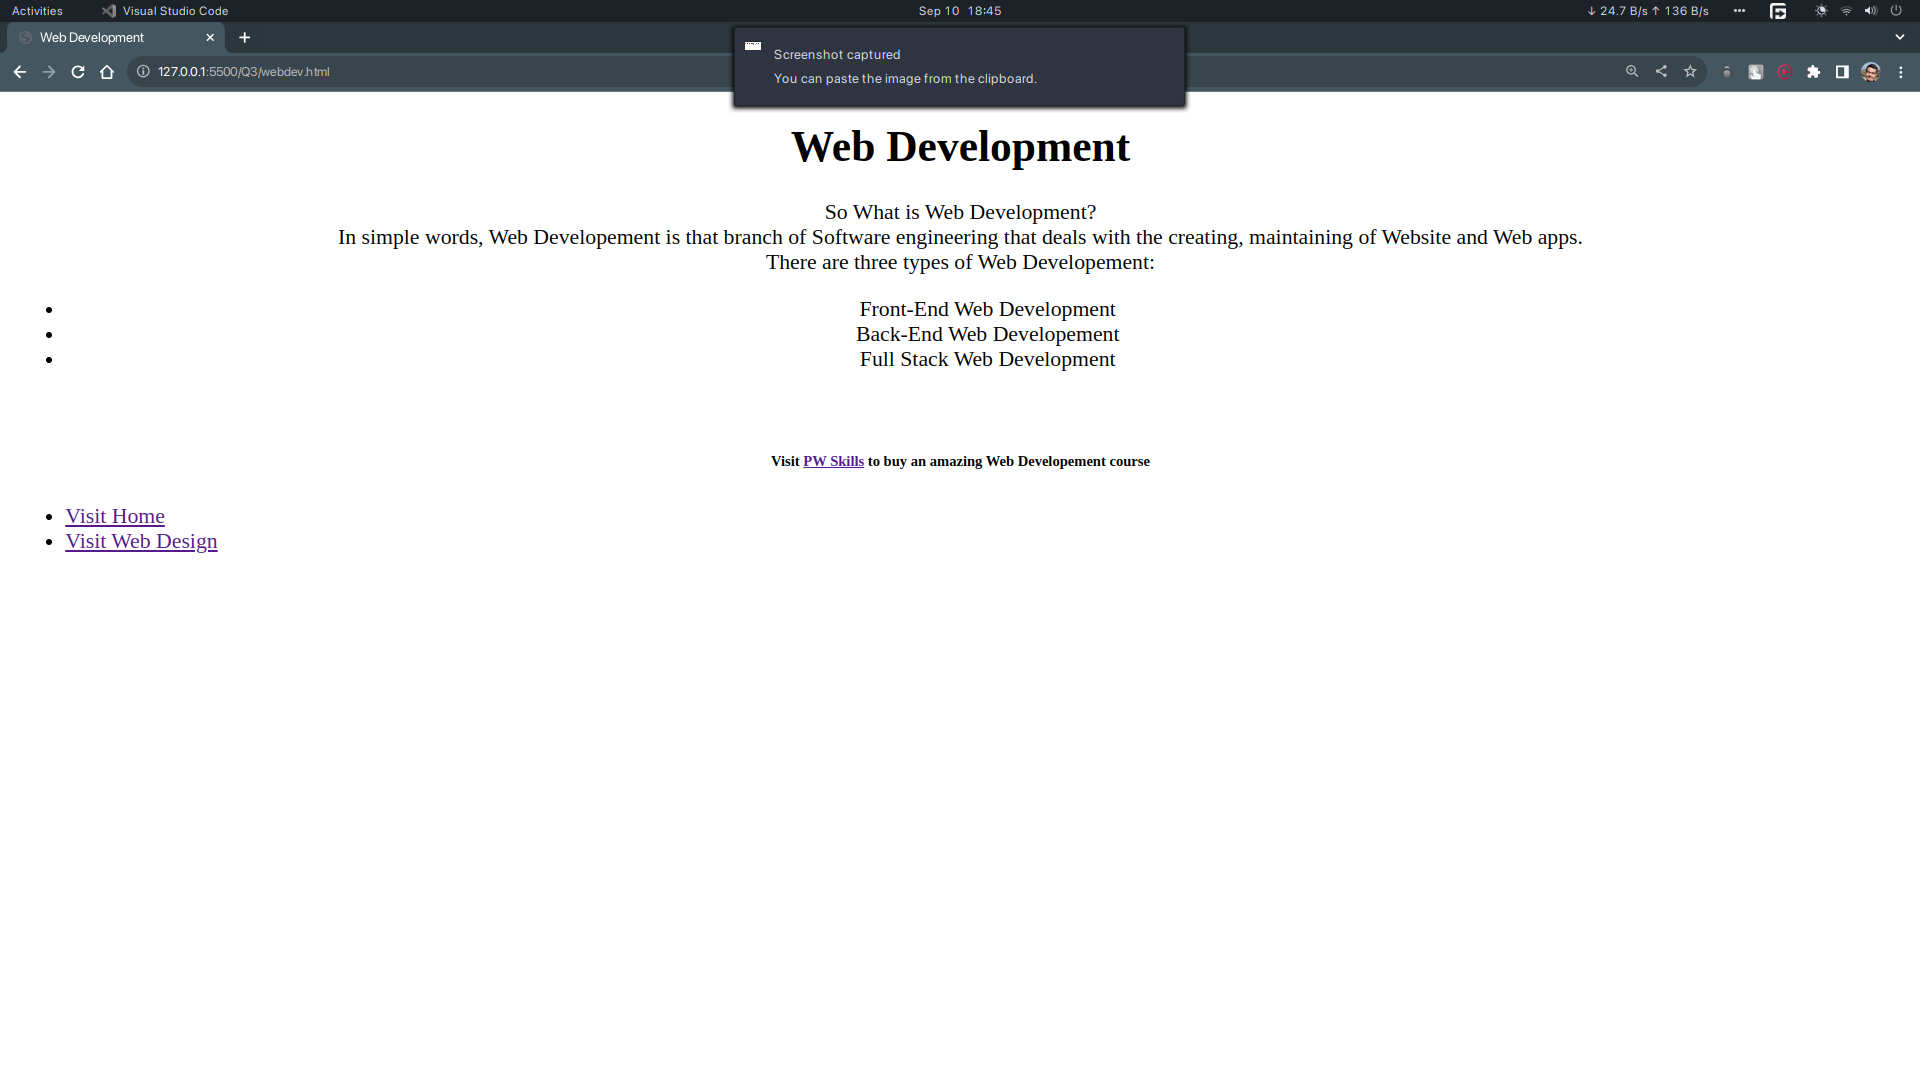 Activities Visual Studio Code Sep 10 18:45 ↓ 24.7 B/s ↑ 136 B/s
Web Development
Screenshot captured
You can paste the image from the clipboard.
127.0.0.1:5500/Q3/webdev.html
Web Development
So What is Web Development?
In simple words, Web Developement is that branch of Software engineering that deals with the creating, maintaining of Website and Web apps.
There are three types of Web Developement:
• Front-End Web Development
• Back-End Web Developement
• Full Stack Web Development
Visit PW Skills to buy an amazing Web Developement course
• Visit Home
• Visit Web Design